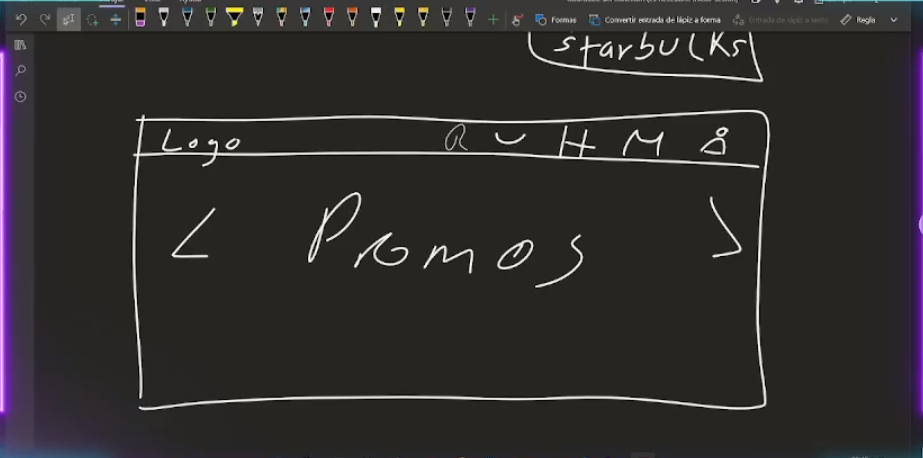 Formas
Convertir entrada de lápiz a forma
Entrada de lápiz a texto
Regla
starbucks
Logo
H M
< Promos >